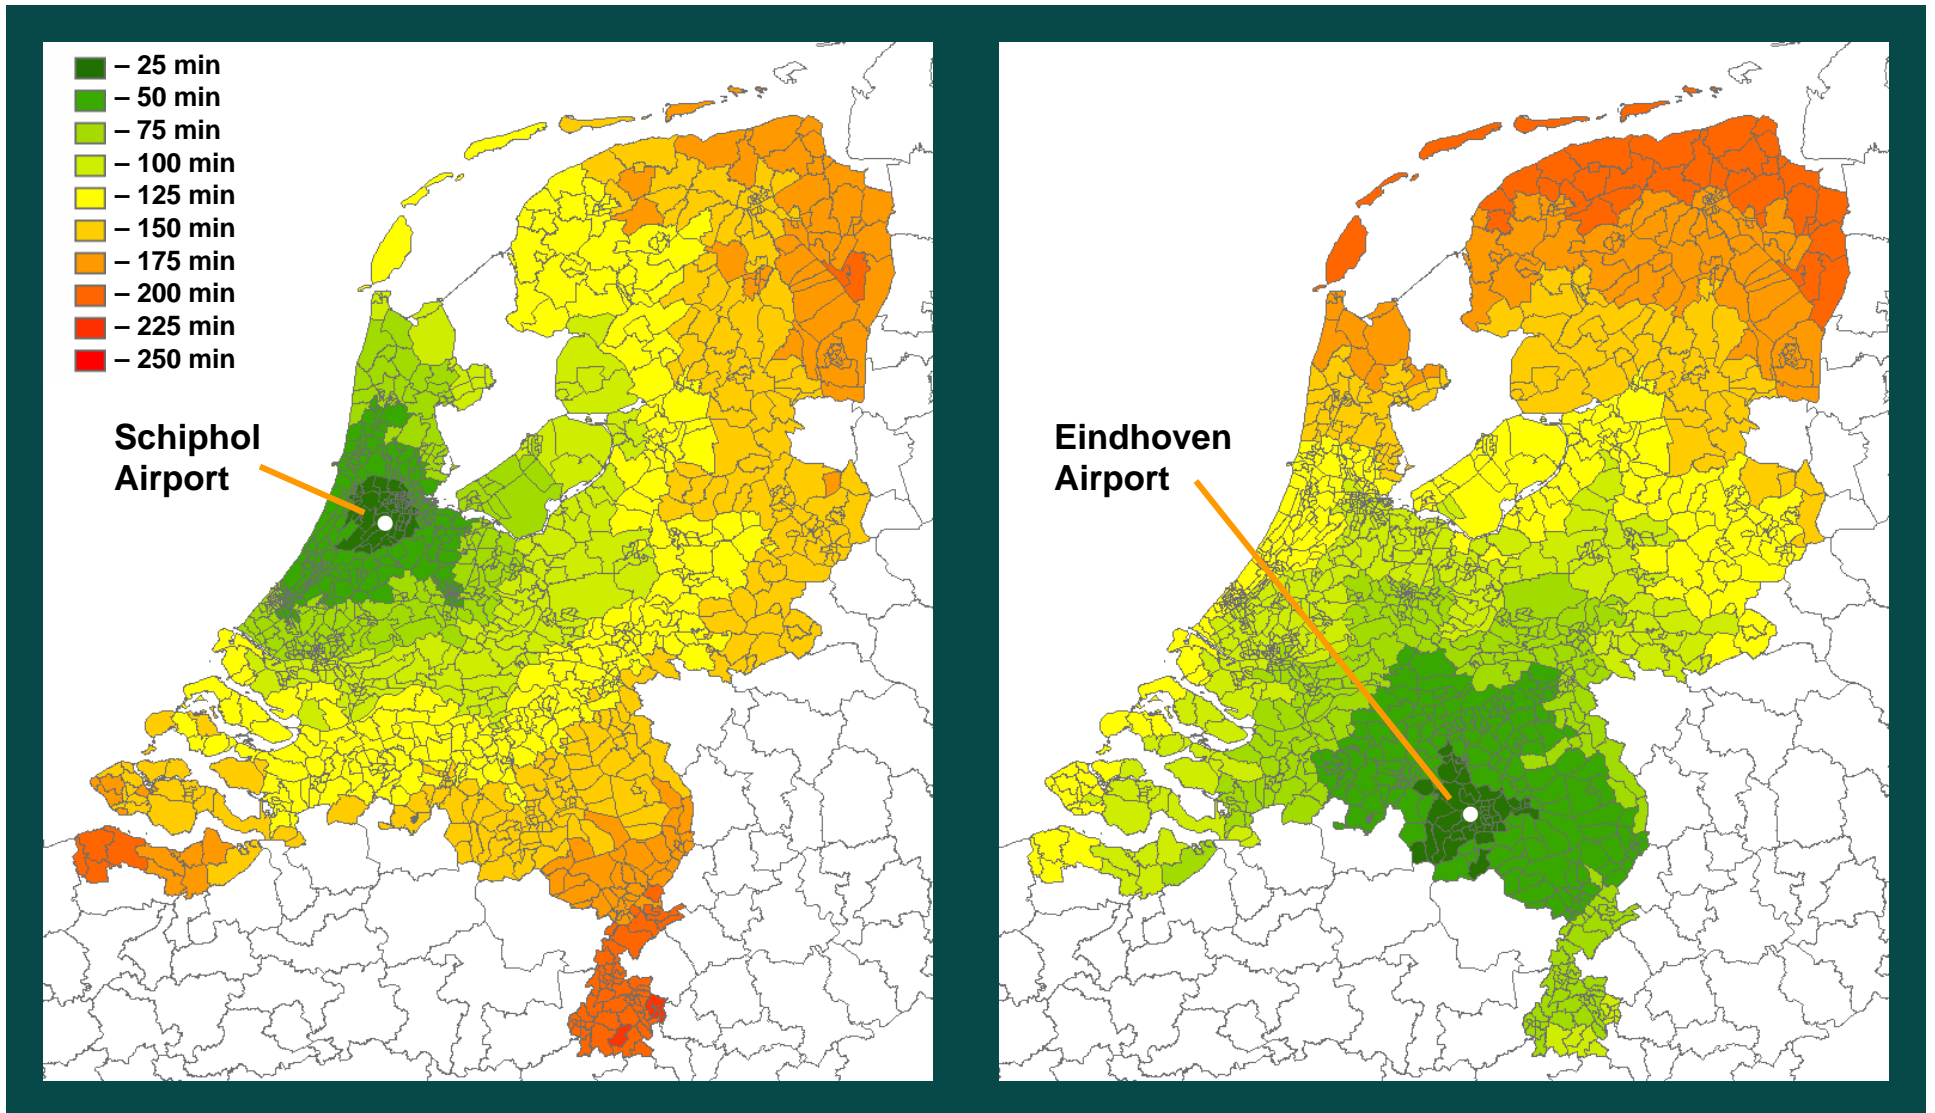 – 25 min
– 50 min
– 75 min
– 100 min
– 125 min
– 150 min
– 175 min
– 200 min
– 225 min
– 250 min
Schiphol
Airport
Eindhoven
Airport